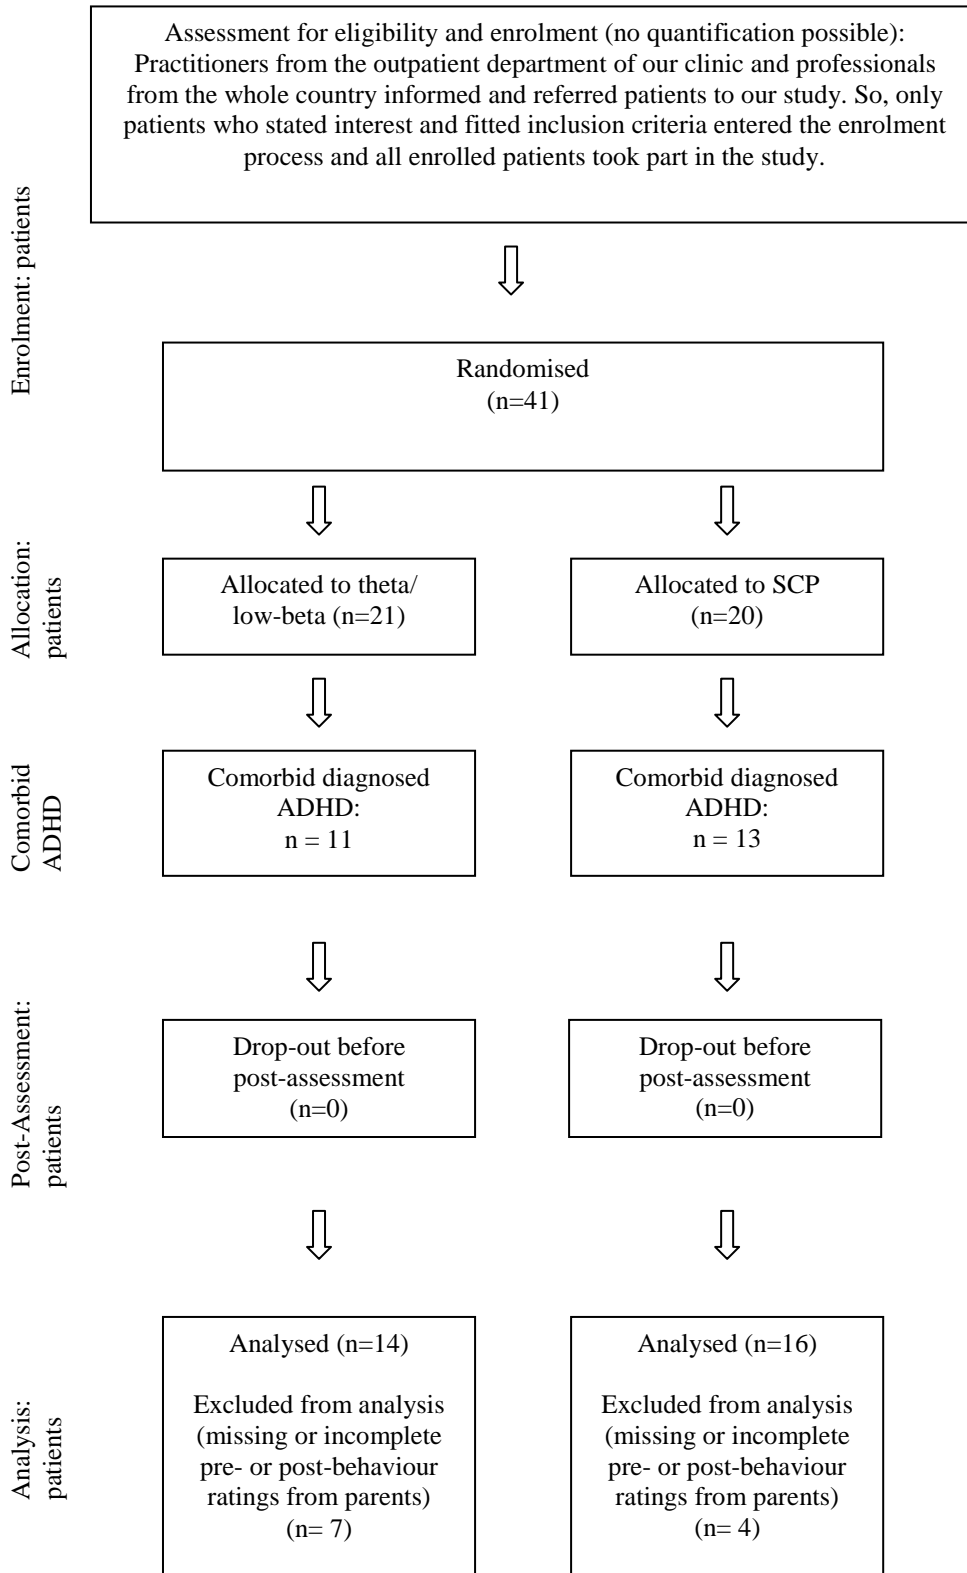 Assessment for eligibility and enrolment (no quantification possible):
Practitioners from the outpatient department of our clinic and professionals
from the whole country informed and referred patients to our study. So, only
patients who stated interest and fitted inclusion criteria entered the enrolment
process and all enrolled patients took part in the study.
Enrolment: patients
Randomised
(n=41)
Allocation:
patients
Allocated to theta/
low-beta (n=21)
Allocated to SCP
(n=20)
Comorbid
ADHD
Comorbid diagnosed
ADHD:
n = 11
Comorbid diagnosed
ADHD:
n = 13
Post-Assessment:
patients
Drop-out before
post-assessment
(n=0)
Drop-out before
post-assessment
(n=0)
Analysis:
patients
Analysed (n=14)
Excluded from analysis
(missing or incomplete
pre- or post-behaviour
ratings from parents)
(n= 7)
Analysed (n=16)
Excluded from analysis
(missing or incomplete
pre- or post-behaviour
ratings from parents)
(n= 4)